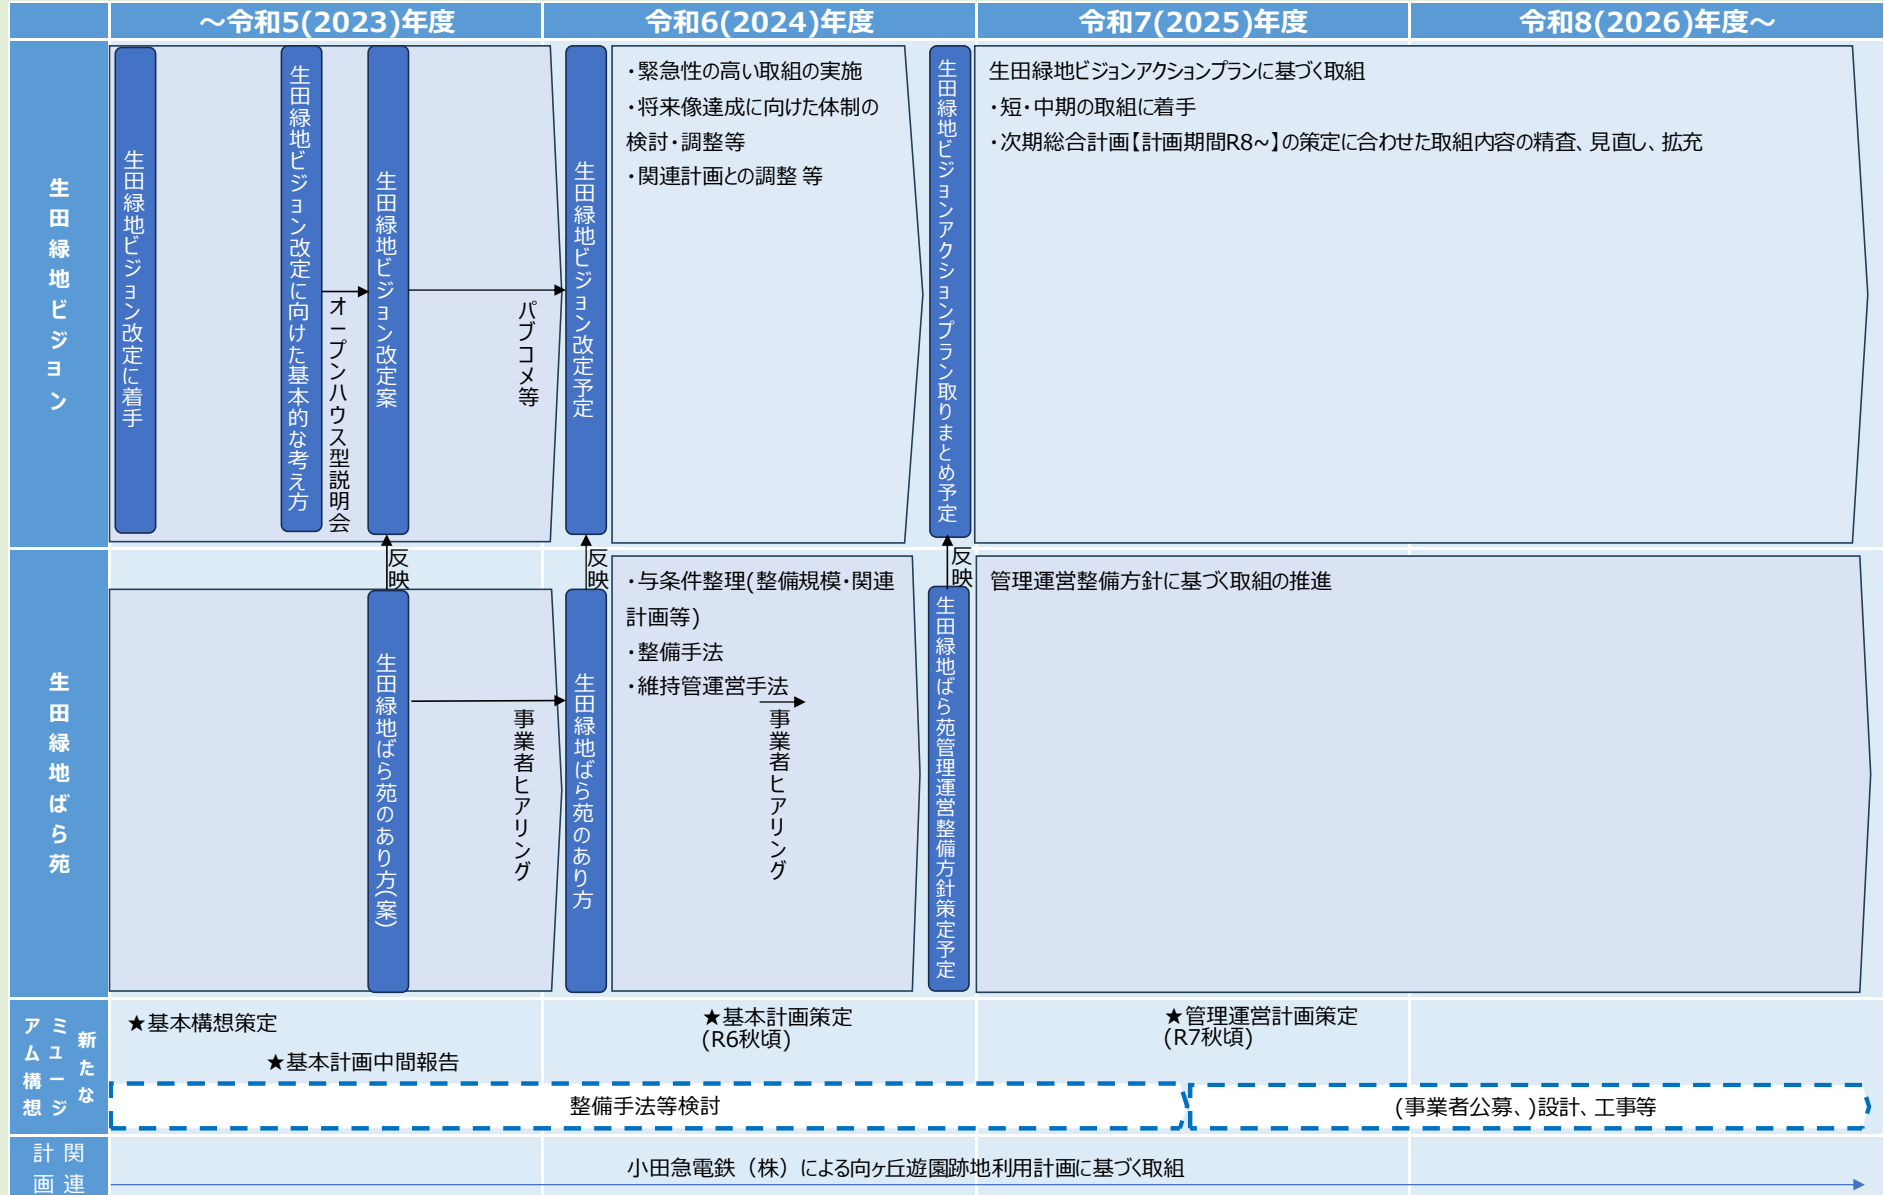 ～令和5(2023)年度
令和6(2024)年度
令和7(2025)年度
令和8(2026)年度～
生田緑地ビジョン
生田緑地ビジョン改定に着手
生田緑地ビジョン改定に向けた基本的な考え方
オープンハウス型説明会
生田緑地ビジョン改定案
パブコメ等
生田緑地ビジョン改定予定
・緊急性の高い取組の実施
・将来像達成に向けた体制の
検討・調整等
・関連計画との調整 等
生田緑地ビジョンアクションプラン取りまとめ予定
生田緑地ビジョンアクションプランに基づく取組
・短・中期の取組に着手
・次期総合計画【計画期間R8~】の策定に合わせた取組内容の精査、見直し、拡充
反映
反映
反映
生田緑地ばら苑
生田緑地ばら苑のあり方(案)
事業者ヒアリング
生田緑地ばら苑のあり方
・与条件整理(整備規模・関連
計画等)
・整備手法
・維持管運営手法
事業者ヒアリング
生田緑地ばら苑管理運営整備方針策定予定
管理運営整備方針に基づく取組の推進
新たな
ミュージ
アム構想
★基本構想策定
★基本計画中間報告
★基本計画策定
(R6秋頃)
★管理運営計画策定
(R7秋頃)
整備手法等検討
(事業者公募、)設計、工事等
関連
計画
小田急電鉄（株）による向ヶ丘遊園跡地利用計画に基づく取組